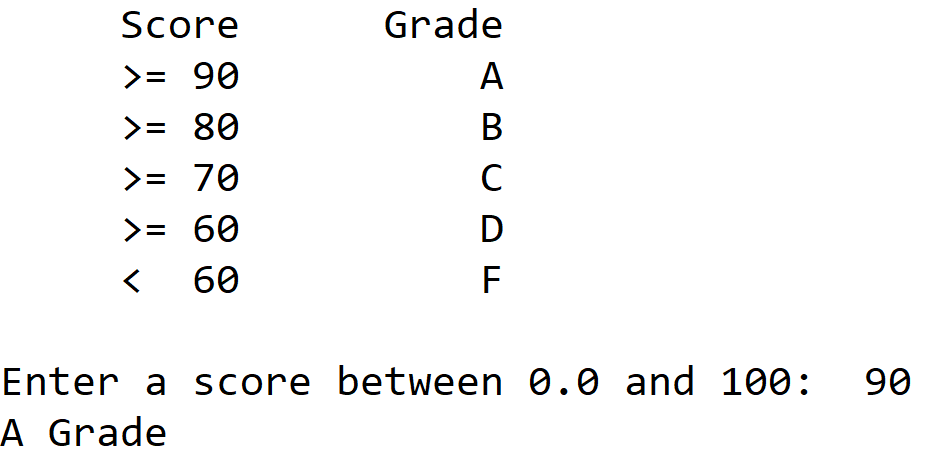 Score Grade
>= 90 A
>= 80 B
>= 70 C
>= 60 D
< 60 F
Enter a score between 0.0 and 100: 90
A Grade